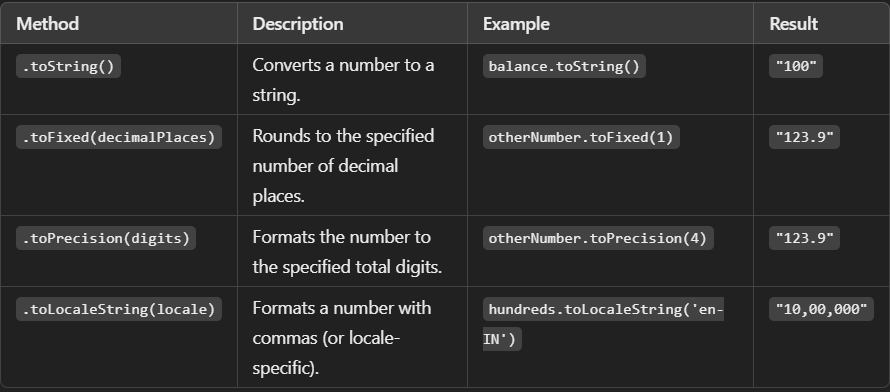 Method Description Example Result
.toString() Converts a number to a balance.toString() "100"
string.
.toFixed(decimalPlaces) Rounds to the specified otherNumber.toFixed(1) "123.9"
number of decimal
places.
.toPrecision(digits) Formats the number to otherNumber.toPrecision(4) "123.9"
the specified total digits.
.toLocaleString(locale) Formats a number with hundreds.toLocaleString('en- "10,00,000"
commas (or locale- IN')
specific).